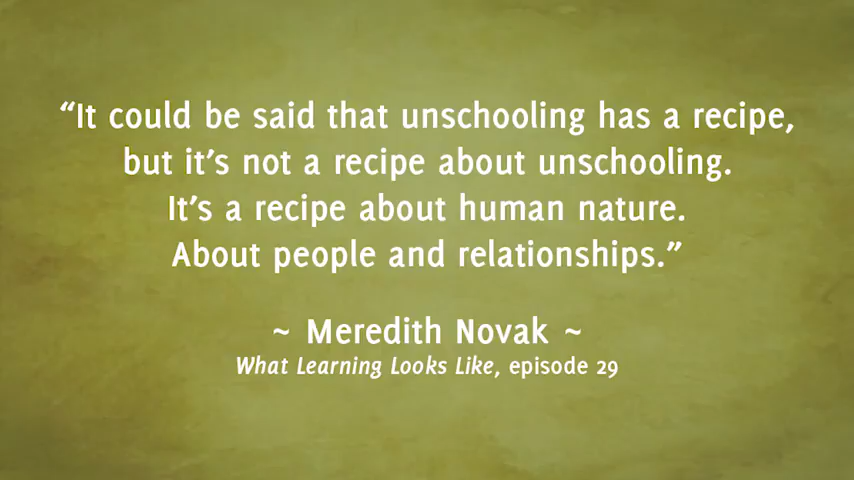 “It could be said that unschooling has a recipe,
but it’s not a recipe about unschooling.
It’s a recipe about human nature.
About people and relationships.”
~ Meredith Novak ~
What Learning Looks Like, episode 29